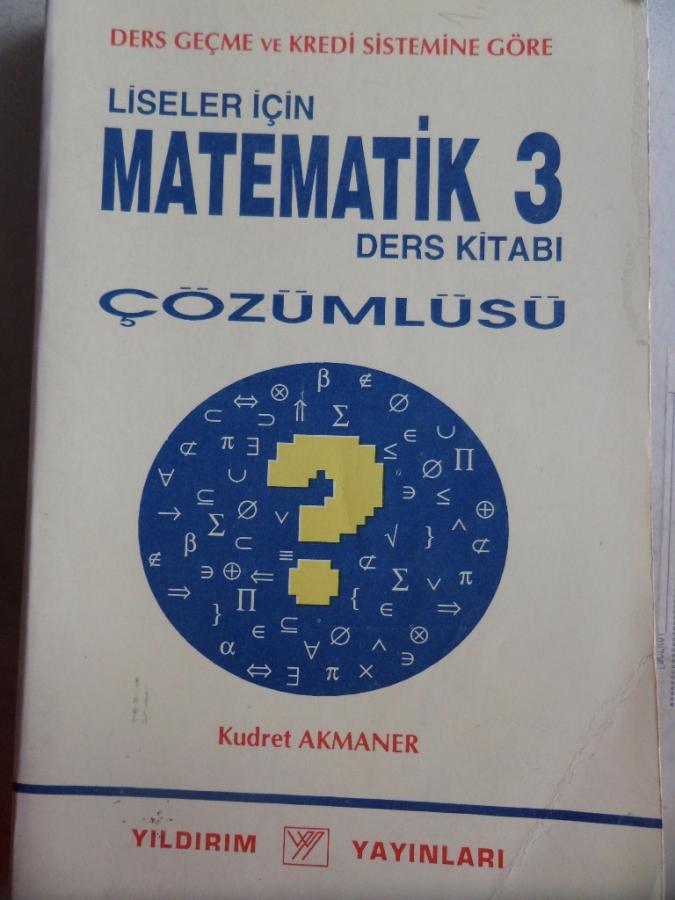 DERS GEÇME VE KREDİ SİSTEMİNE GÖRE
LİSELER İÇİN
MATEMATİK 3
DERS KİTABI
ÇÖZÜMLÜSÜ
?
Kudret AKMANER
YILDIRIM YAYINLARI